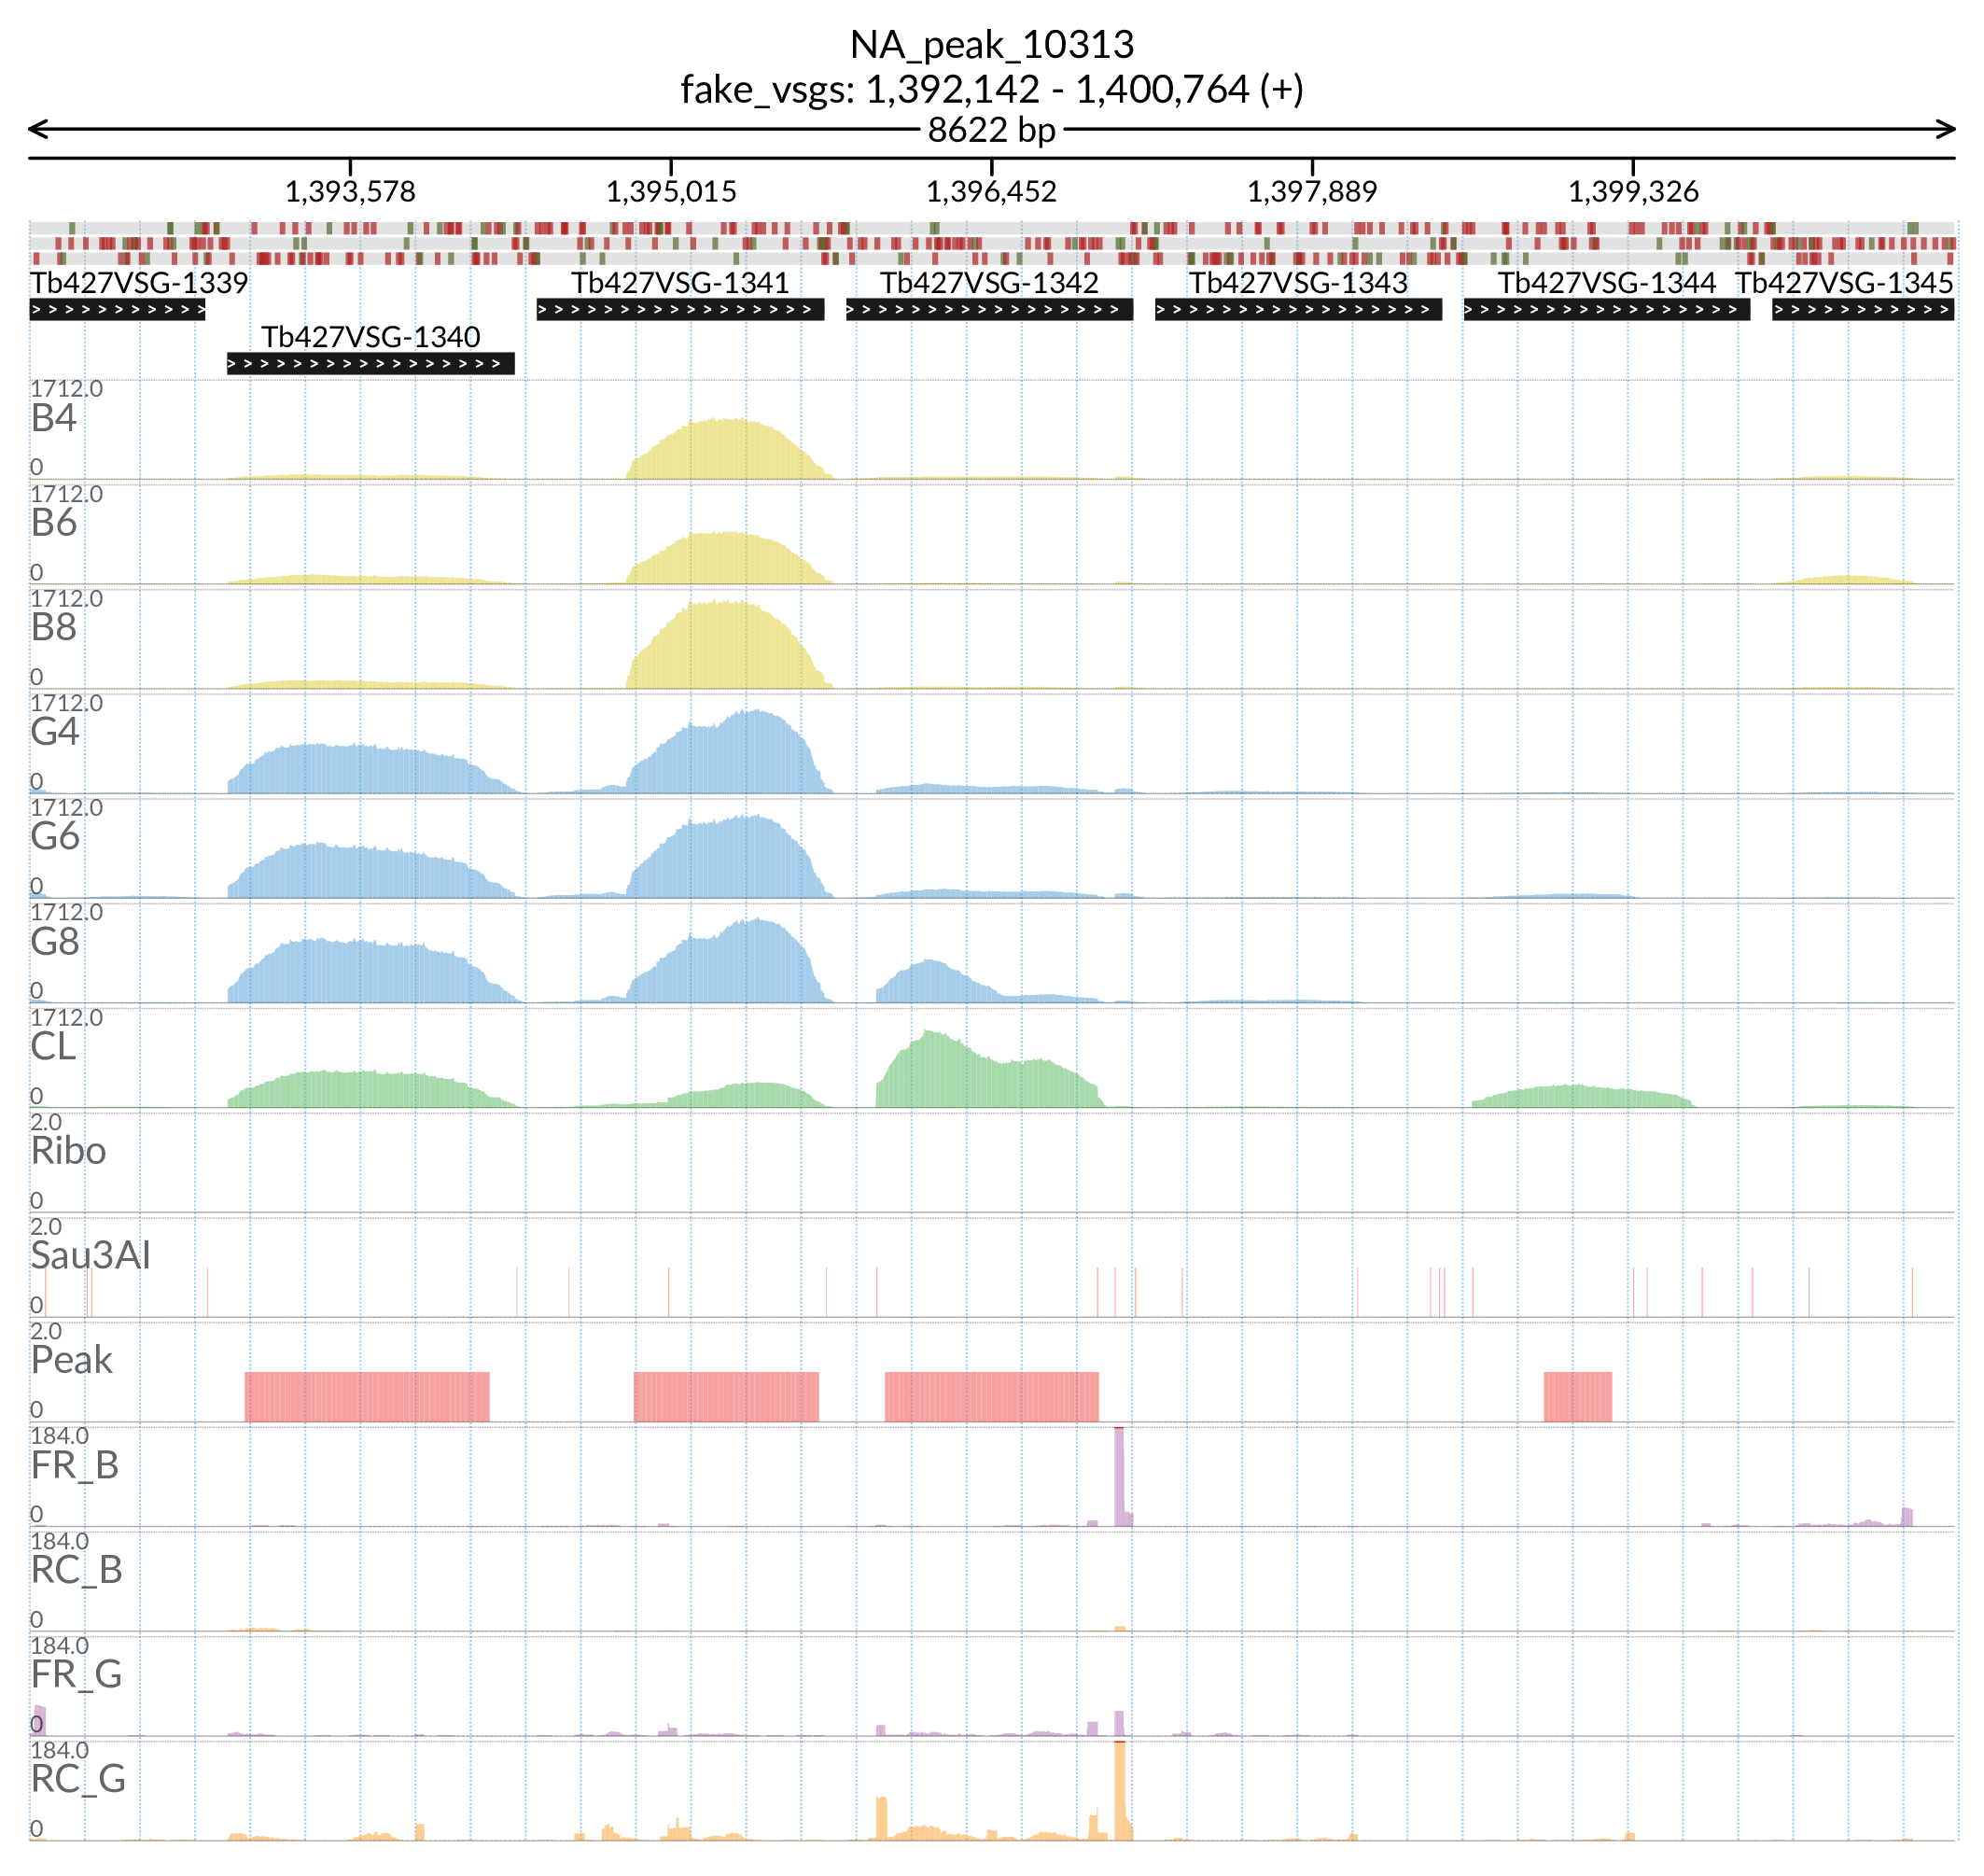 NA_peak_10313
fake_vsgs: 1,392,142 - 1,400,764 (+)
8622 bp
1,393,578 1,395,015 1,396,452 1,397,889 1,399,326
Tb427VSG-1339 Tb427VSG-1341 Tb427VSG-1342 Tb427VSG-1343 Tb427VSG-1344 Tb427VSG-1345
Tb427VSG-1340
1712.0
B4
0
1712.0
B6
0
1712.0
B8
0
1712.0
G4
0
1712.0
G6
0
1712.0
G8
0
1712.0
CL
0
2.0
Ribo
0
2.0
Sau3AI
0
2.0
Peak
0
184.0
FR_B
0
184.0
RC_B
0
184.0
FR_G
0
184.0
RC_G
0